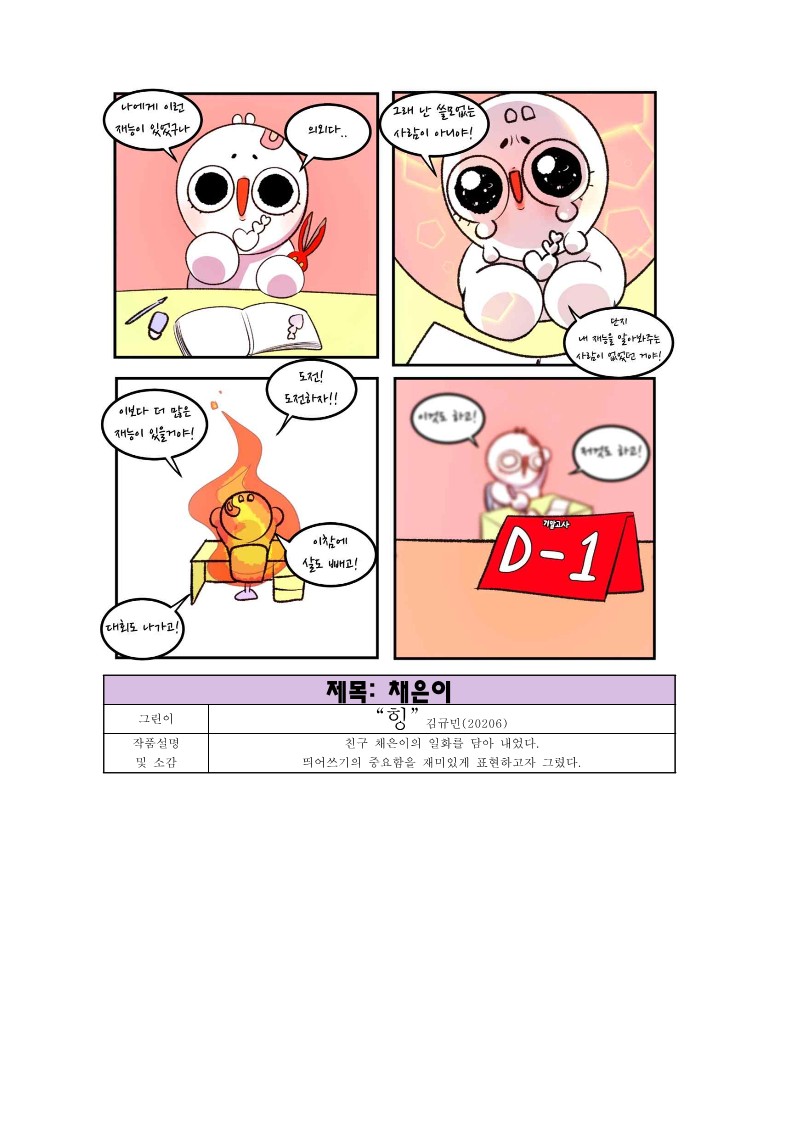 나에게 이런
재능이 있었구나
의외다..
그래 난 쓸모없는
사람이 아니야!
단지
내 재능을 알아봐주는
사람이 없었던 거야!
이보다 더 많은
재능이 있을거야!
도전!
도전하자!!
이참에
살도 빼고!
대회도 나가고!
이것도 하고!
저것도 하고!
기말고사
D-1
제목: 채은이
그린이
“힝” 김규민(20206)
작품설명
및 소감
친구 채은이의 일화를 담아 내었다.
띄어쓰기의 중요함을 재미있게 표현하고자 그렸다.